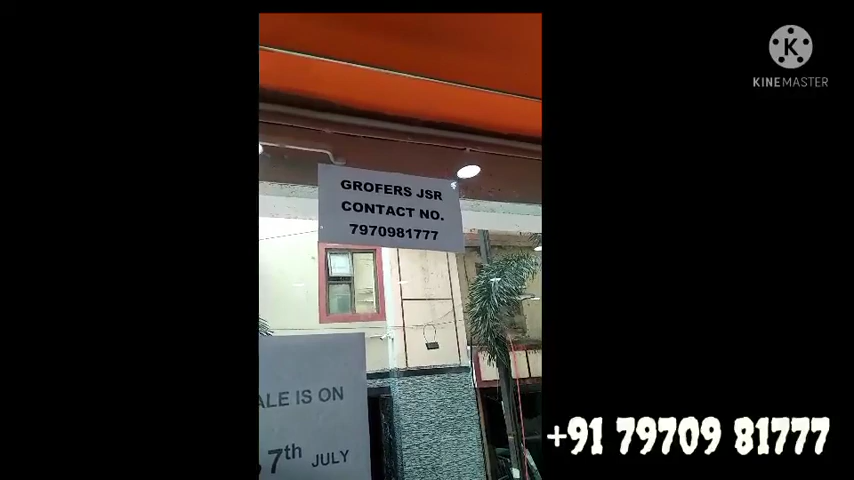 KINEMASTER
GROFERS JSR
CONTACT NO.
7970981777
ALE IS ON
7th JULY
+91 79709 81777